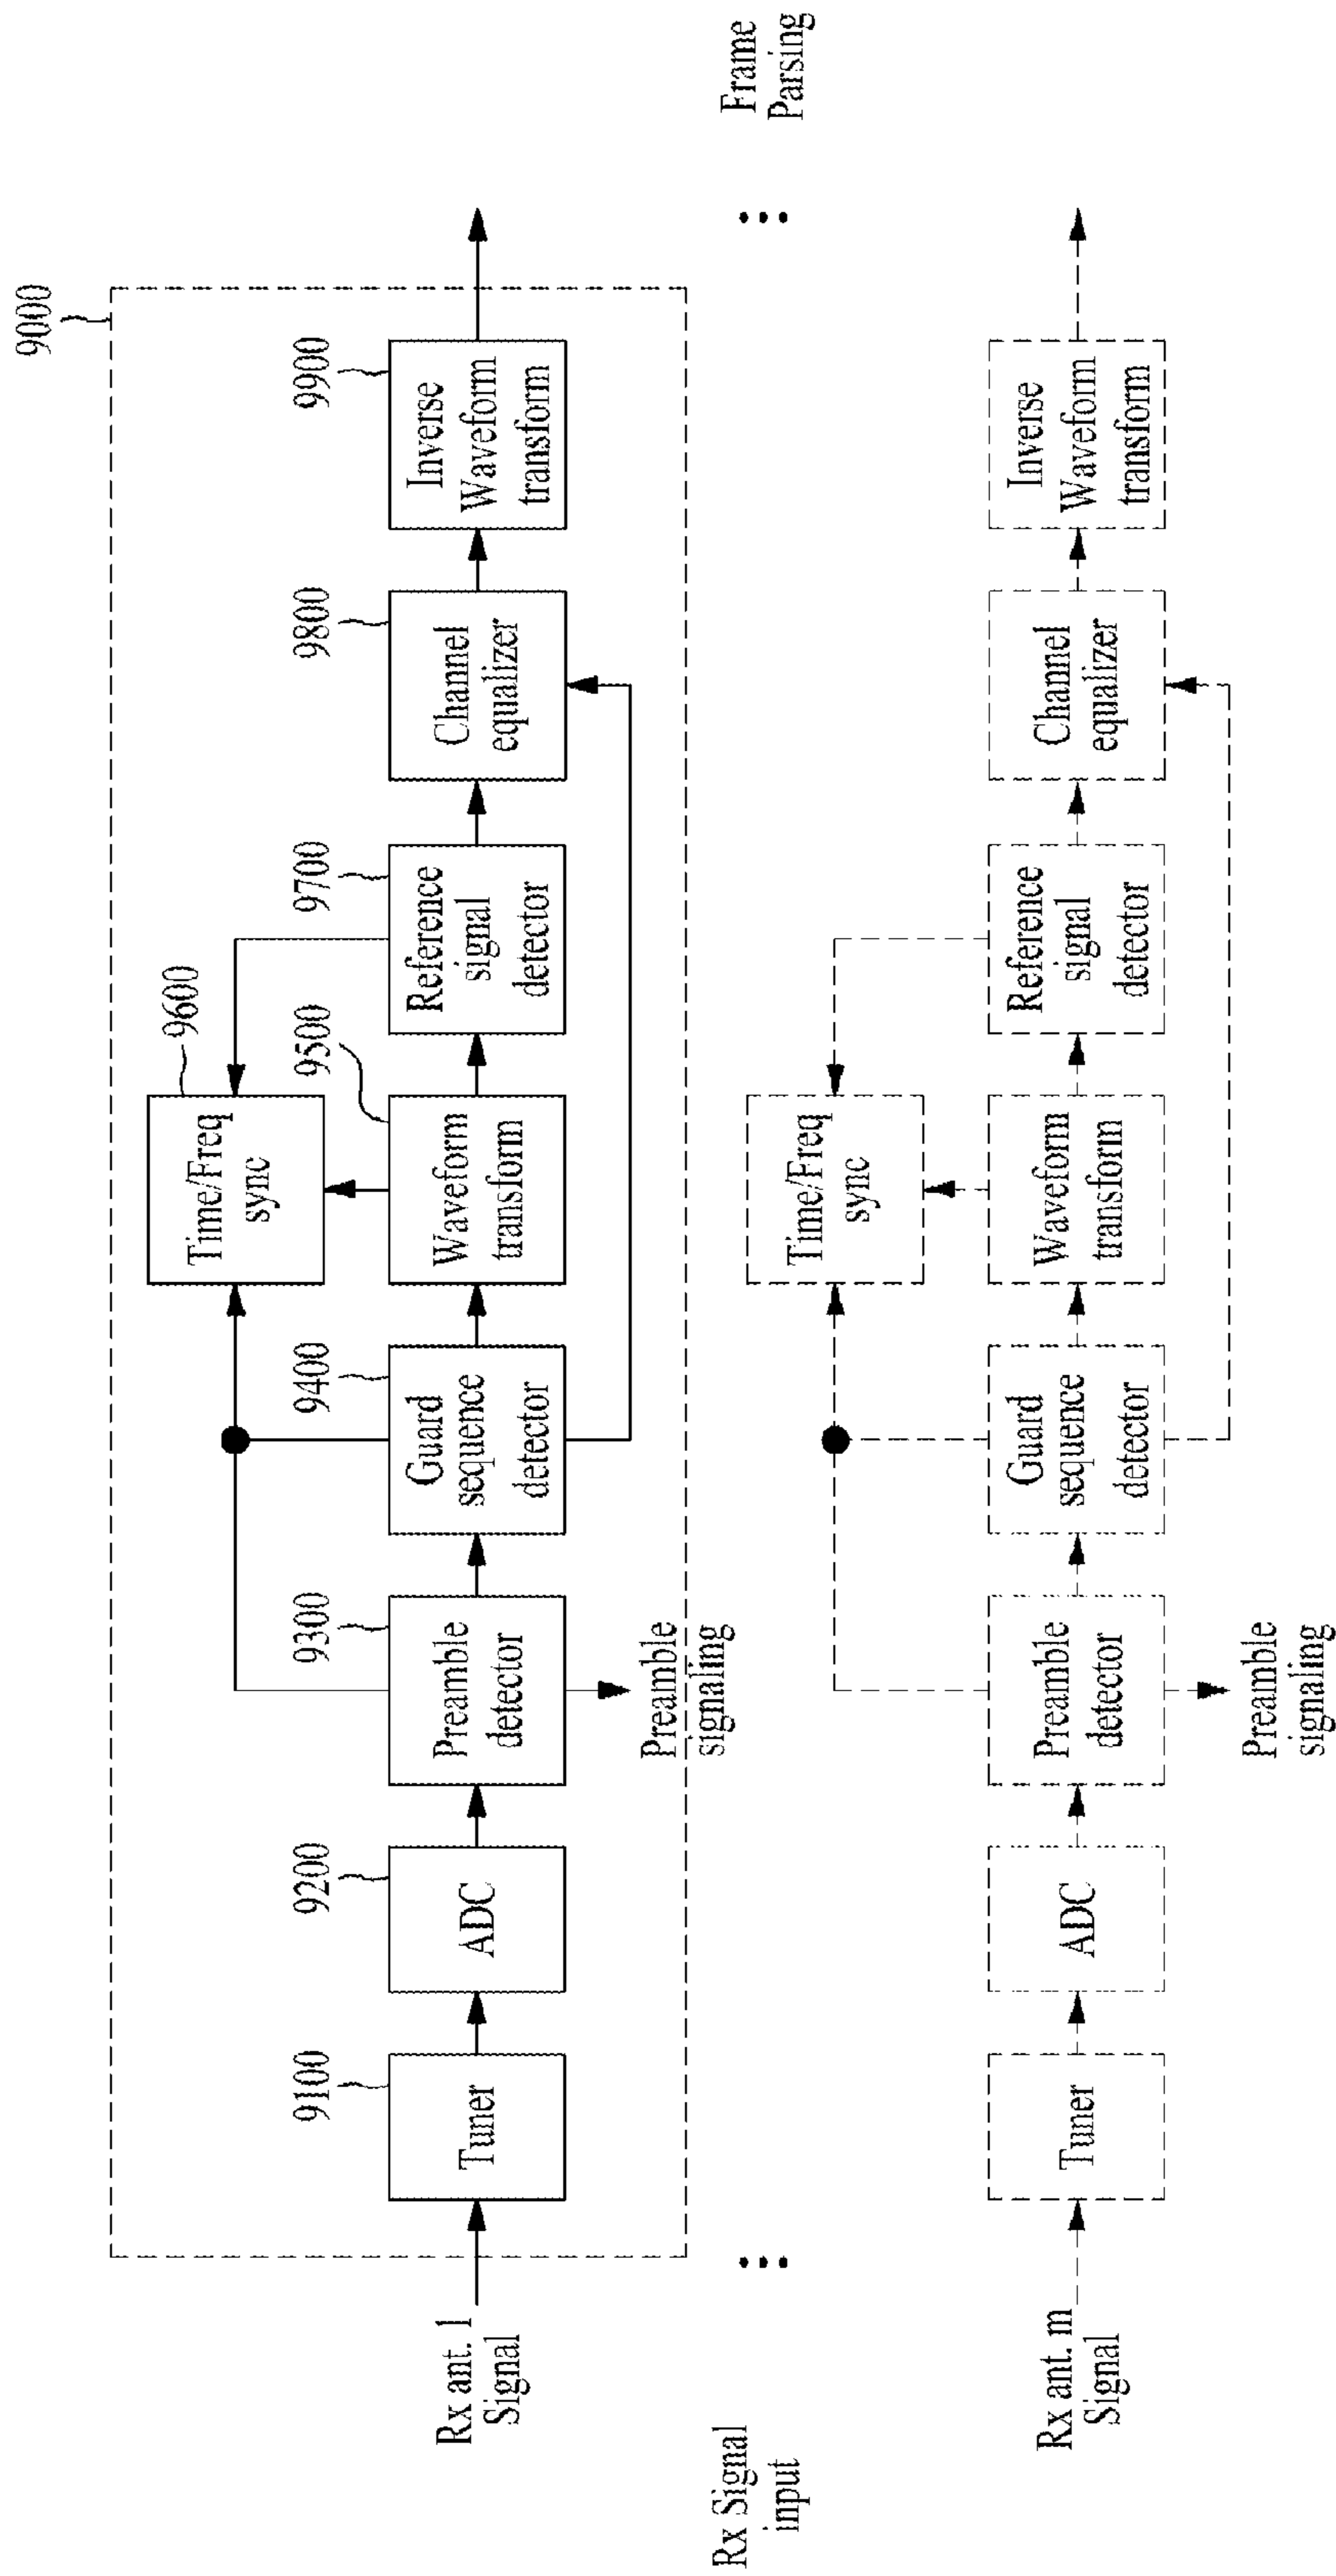 9000
9600
Time/Freq
sync
9100
9200
9300
9400
9500
9700
9800
9900
Rx ant. 1
Signal
Tuner
ADC
Preamble
detector
Guard
sequence
detector
Waveform
transform
Reference
signal
detector
Channel
equalizer
Inverse
Waveform
transform
Preamble
signaling
Rx Signal
input
Frame
Parsing
Time/Freq
sync
Rx ant. m
Signal
Tuner
ADC
Preamble
detector
Guard
sequence
detector
Waveform
transform
Reference
signal
detector
Channel
equalizer
Inverse
Waveform
transform
Preamble
signaling